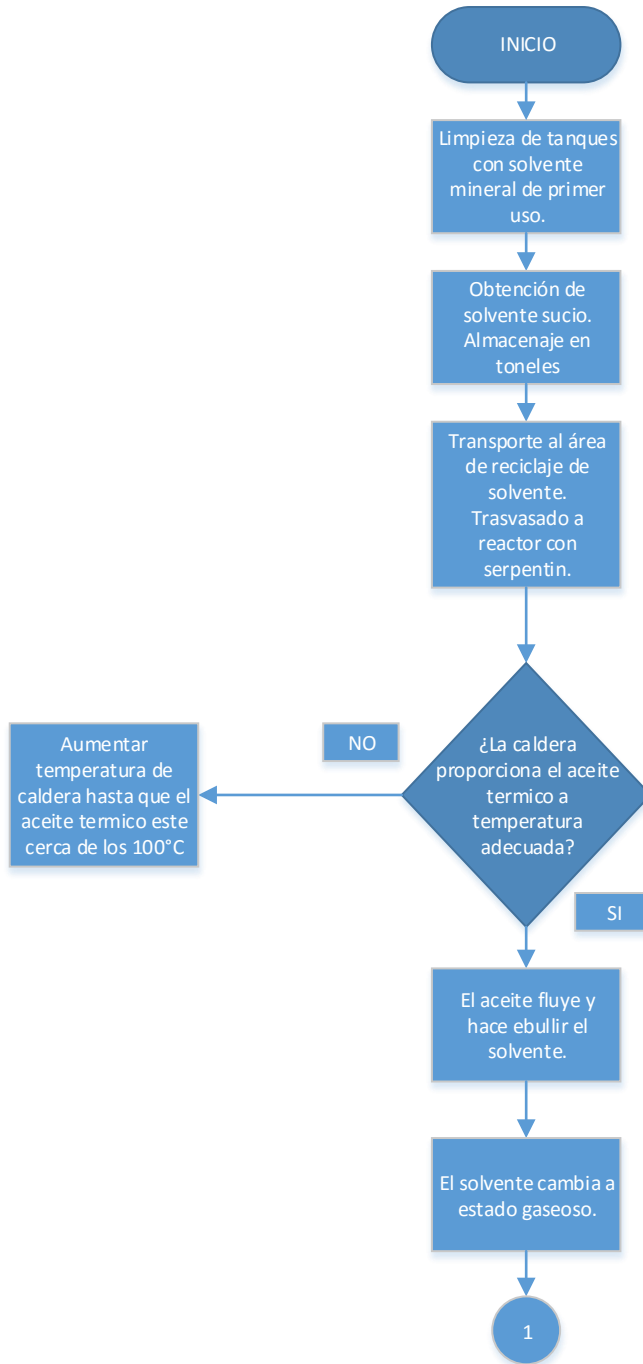 INICIO
Limpieza de tanques
con solvente
mineral de primer
uso.
Obtención de
solvente sucio.
Almacenaje en
toneles
Transporte al área
de reciclaje de
solvente.
Trasvasado a
reactor con
serpentin.
¿La caldera
proporciona el aceite
termico a
temperatura
adecuada?
NO
Aumentar
temperatura de
caldera hasta que el
aceite termico este
cerca de los 100°C
SI
El aceite fluye y
hace ebullir el
solvente.
El solvente cambia a
estado gaseoso.
1